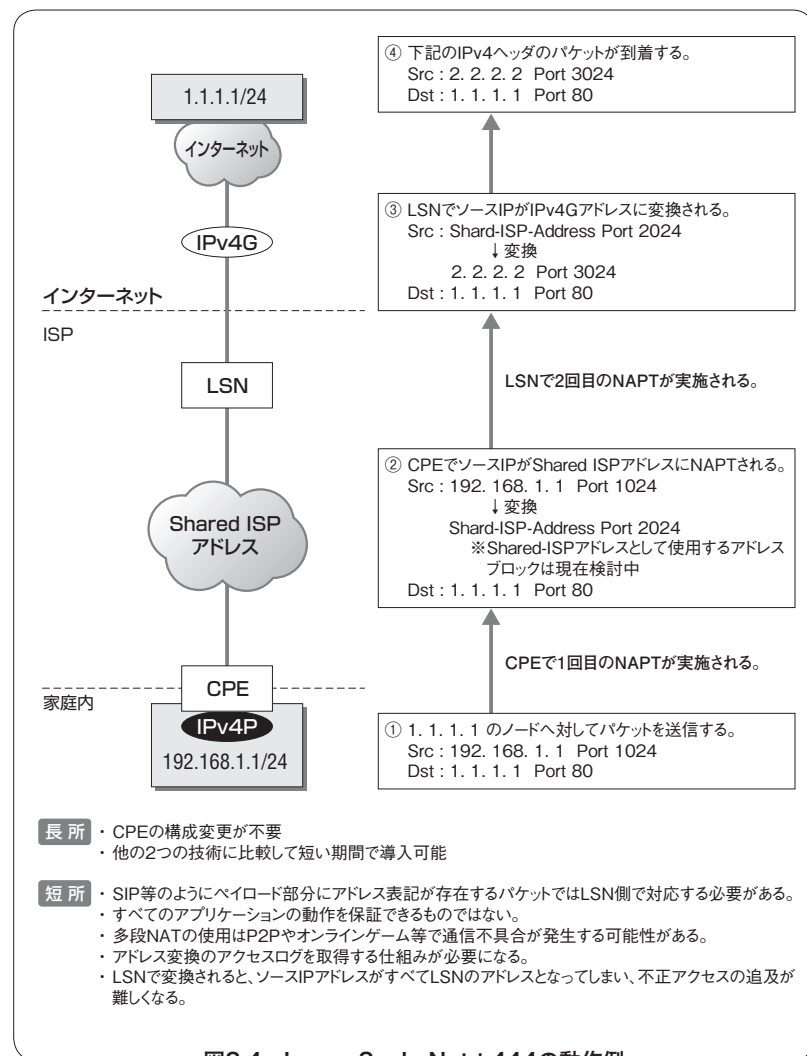 1.1.1.1/24
インターネット
IPv4G
インターネット
ISP
LSN
Shared ISP
アドレス
CPE
家庭内
IPv4P
192.168.1.1/24
④ 下記のIPv4ヘッダのパケットが到着する。
Src : 2. 2. 2. 2 Port 3024
Dst : 1. 1. 1. 1 Port 80
③ LSNでソースIPがIPv4Gアドレスに変換される。
Src : Shard-ISP-Address Port 2024
↓変換
2. 2. 2. 2 Port 3024
Dst : 1. 1. 1. 1 Port 80
LSNで2回目のNAPTが実施される。
② CPEでソースIPがShared ISPアドレスにNAPTされる。
Src : 192. 168. 1. 1 Port 1024
↓変換
Shard-ISP-Address Port 2024
※Shared-ISPアドレスとして使用するアドレス
ブロックは現在検討中
Dst : 1. 1. 1. 1 Port 80
CPEで1回目のNAPTが実施される。
① 1. 1. 1. 1 のノードへ対してパケットを送信する。
Src : 192. 168. 1. 1 Port 1024
Dst : 1. 1. 1. 1 Port 80
長所 ・CPEの構成変更が不要
・他の2つの技術に比較して短い期間で導入可能
短所 ・SIP等のようにペイロード部分にアドレス表記が存在するパケットではLSN側で対応する必要がある。
・すべてのアプリケーションの動作を保証できるものではない。
・多段NATの使用はP2Pやオンラインゲーム等で通信不具合が発生する可能性がある。
・アドレス変換のアクセスログを取得する仕組みが必要になる。
・LSNで変換されると、ソースIPアドレスがすべてLSNのアドレスとなってしまい、不正アクセスの追及が
難しくなる。